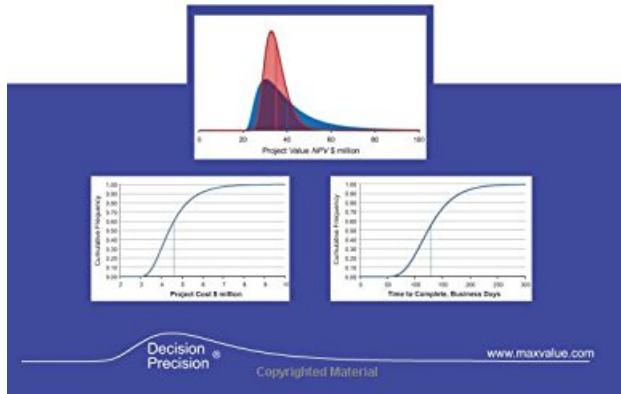 0 20 40 60 80 100
Project Value NPV $ million
1.00
0.90
0.80
0.70
0.60
0.50
0.40
0.30
0.20
0.10
0.00
Cumulative Frequency
2 3 4 5 6 7 8 9 10
Project Cost $ million
1.00
0.90
0.80
0.70
0.60
0.50
0.40
0.30
0.20
0.10
0.00
Cumulative Frequency
0 50 100 150 200 250 300
Time to Complete, Business Days
Decision
Precision ®
www.maxvalue.com
Copyrighted Material